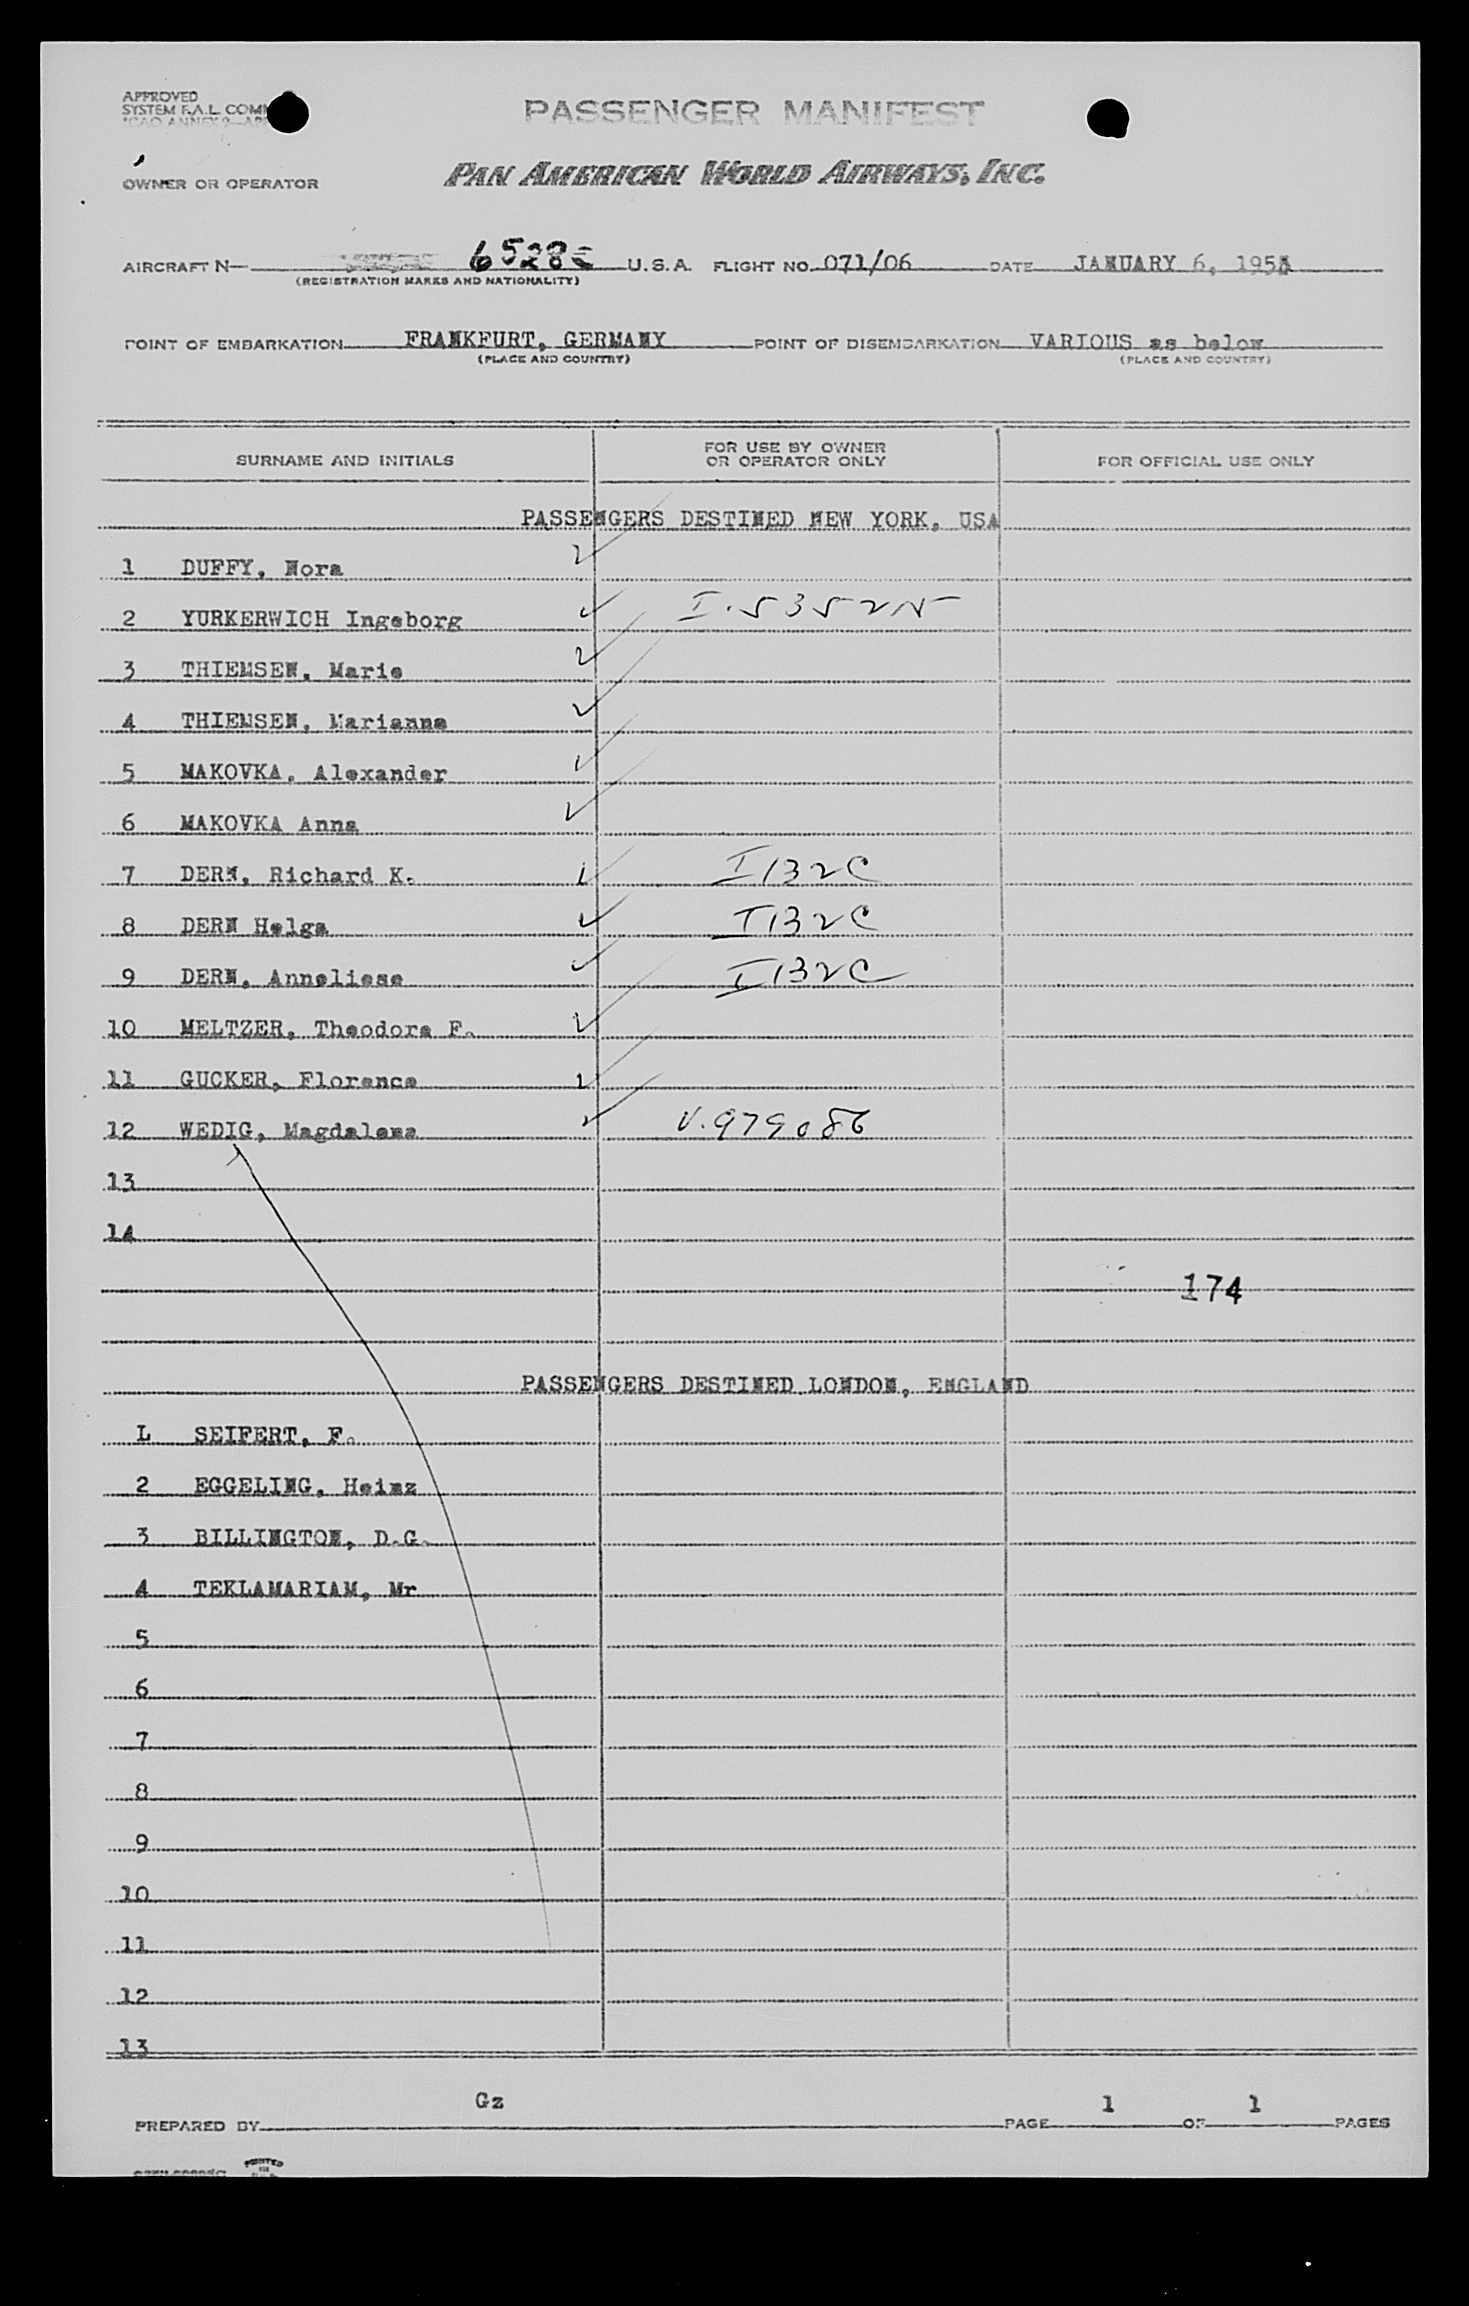 APPROVED
SYSTEM F.A.L. COMM
PASSENGER MANIFEST
OWNER OR OPERATOR
PAN AMERICAN WORLD AIRWAYS, INC.
AIRCRAFT N- 6528C U.S.A. FLIGHT NO. 071/06 DATE JANUARY 6, 1955
(REGISTRATION MARKS AND NATIONALITY)
POINT OF EMBARKATION FRANKFURT, GERMANY POINT OF DISEMBARKATION VARIOUS as below
(PLACE AND COUNTRY) (PLACE AND COUNTRY)
SURNAME AND INITIALS FOR USE BY OWNER OR OPERATOR ONLY FOR OFFICIAL USE ONLY
PASSENGERS DESTINED NEW YORK, USA
1 DUFFY, Nora
2 YURKERWICH Ingeborg I.5352N
3 THIEMSEN, Marie
4 THIEMSEN, Marianne
5 MAKOVKA, Alexander
6 MAKOVKA Anna
7 DERN, Richard K. I132C
8 DERN Helga I132C
9 DERN, Anneliese I132C
10 MELTZER, Theodora F.
11 GUCKER, Florence
12 WEDIG, Magdalena V.979086
13
14
174
PASSENGERS DESTINED LONDON, ENGLAND
L SEIFERT, F.
2 EGGELING, Heinz
3 BILLINGTON, D.G.
4 TEKLAMARIAM, Mr
5
6
7
8
9
10
11
12
13
Gz
PREPARED BY PAGE 1 OF 1 PAGES
PRINTED